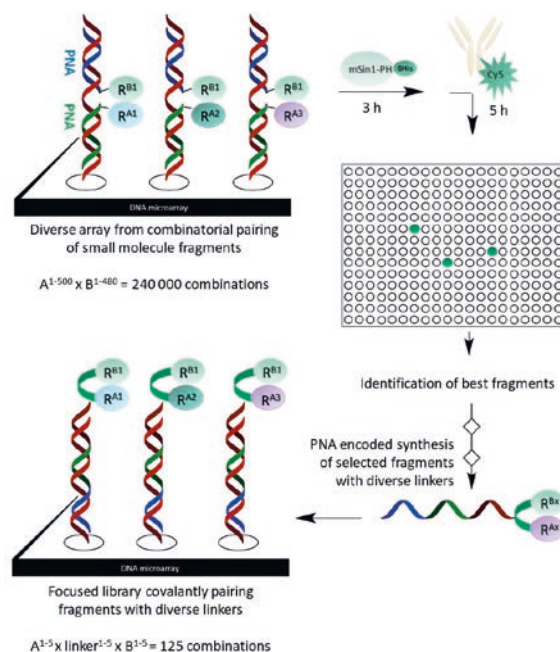 PNA
PNA
R^B1 R^B1 R^B1
R^A1 R^A2 R^A3
DNA microarray
Diverse array from combinatorial pairing
of small molecule fragments
A^1-500 x B^1-480 = 240 000 combinations
mSin1-PH 6His
3 h
Cy5
5 h
Identification of best fragments
PNA encoded synthesis
of selected fragments
with diverse linkers
R^Bx
R^Ax
R^B1 R^B1 R^B1
R^A1 R^A2 R^A3
DNA microarray
Focused library covalantly pairing
fragments with diverse linkers
A^1-5 x linker^1-5 x B^1-5 = 125 combinations